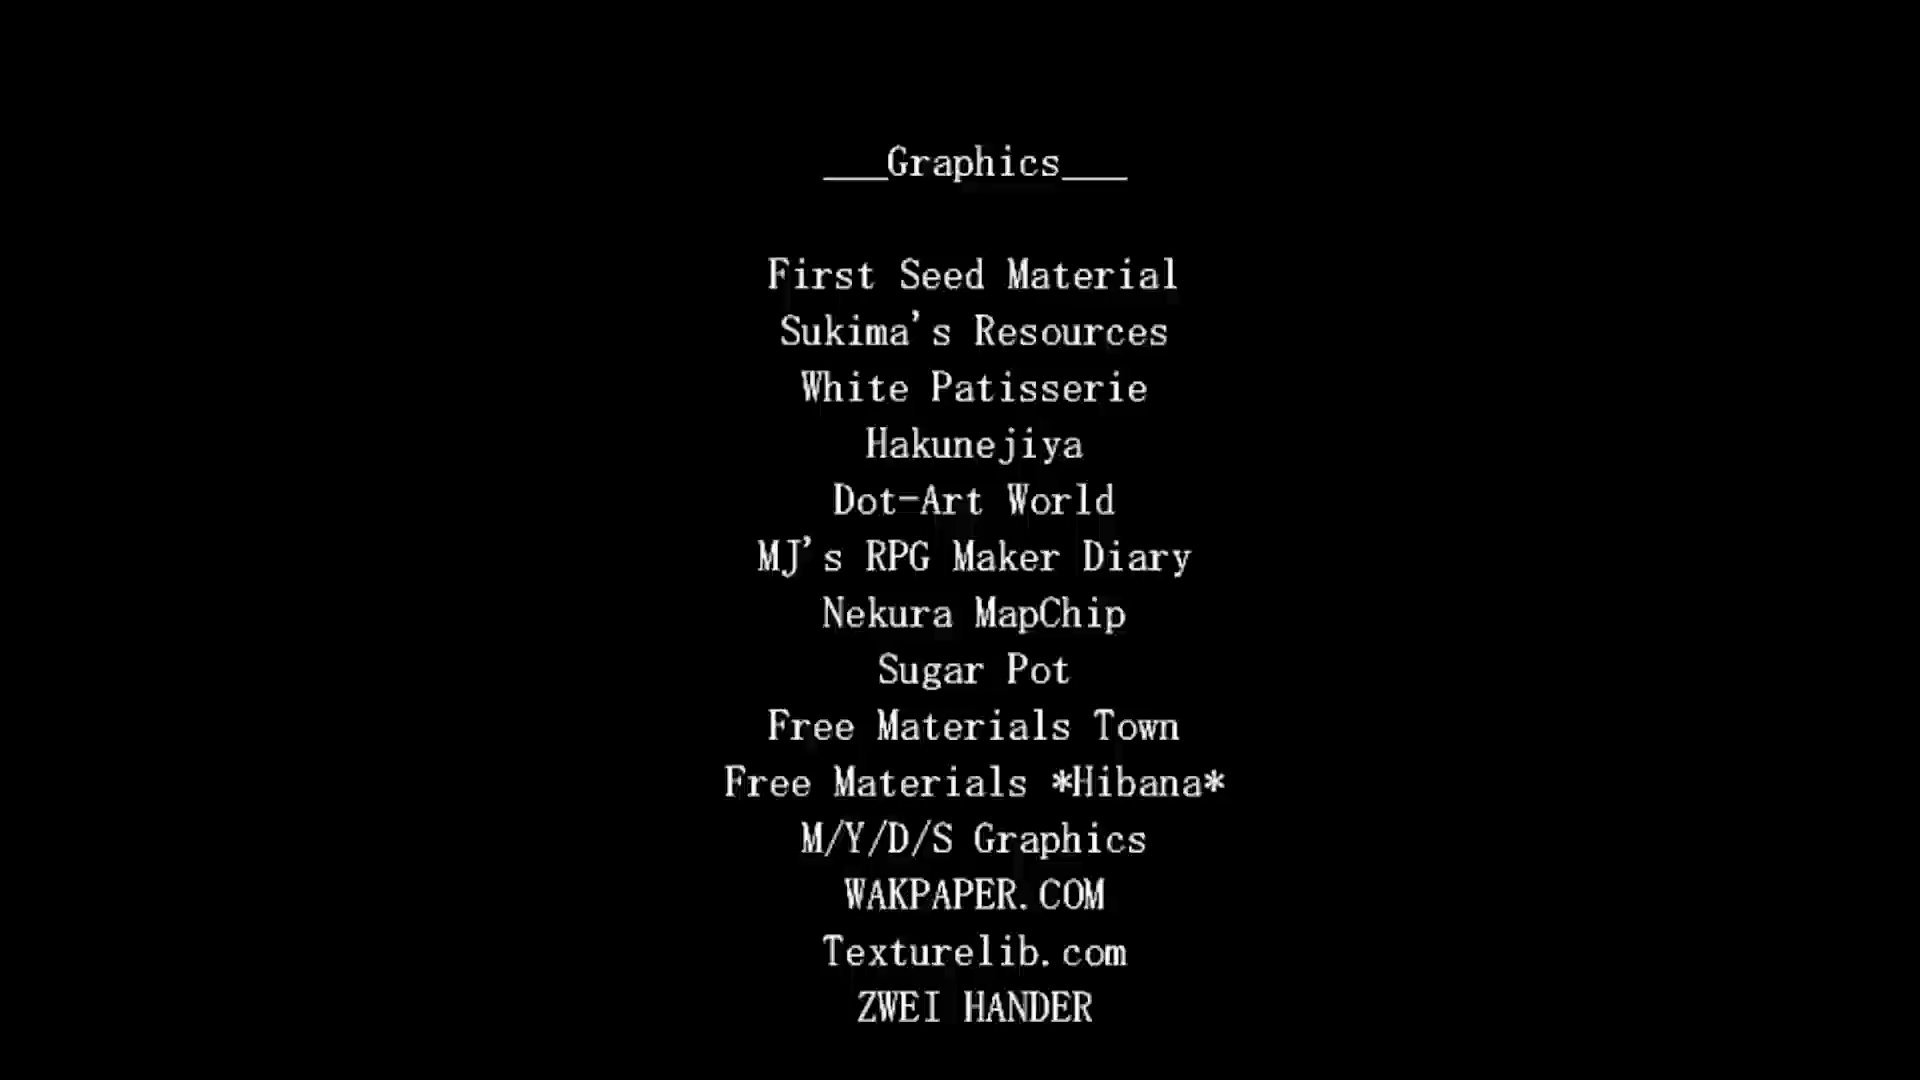 ___Graphics___
First Seed Material
Sukima's Resources
White Patisserie
Hakunejiya
Dot-Art World
MJ's RPG Maker Diary
Nekura MapChip
Sugar Pot
Free Materials Town
Free Materials *Hibana*
M/Y/D/S Graphics
WAKPAPER.COM
Texturelib.com
ZWEI HANDER